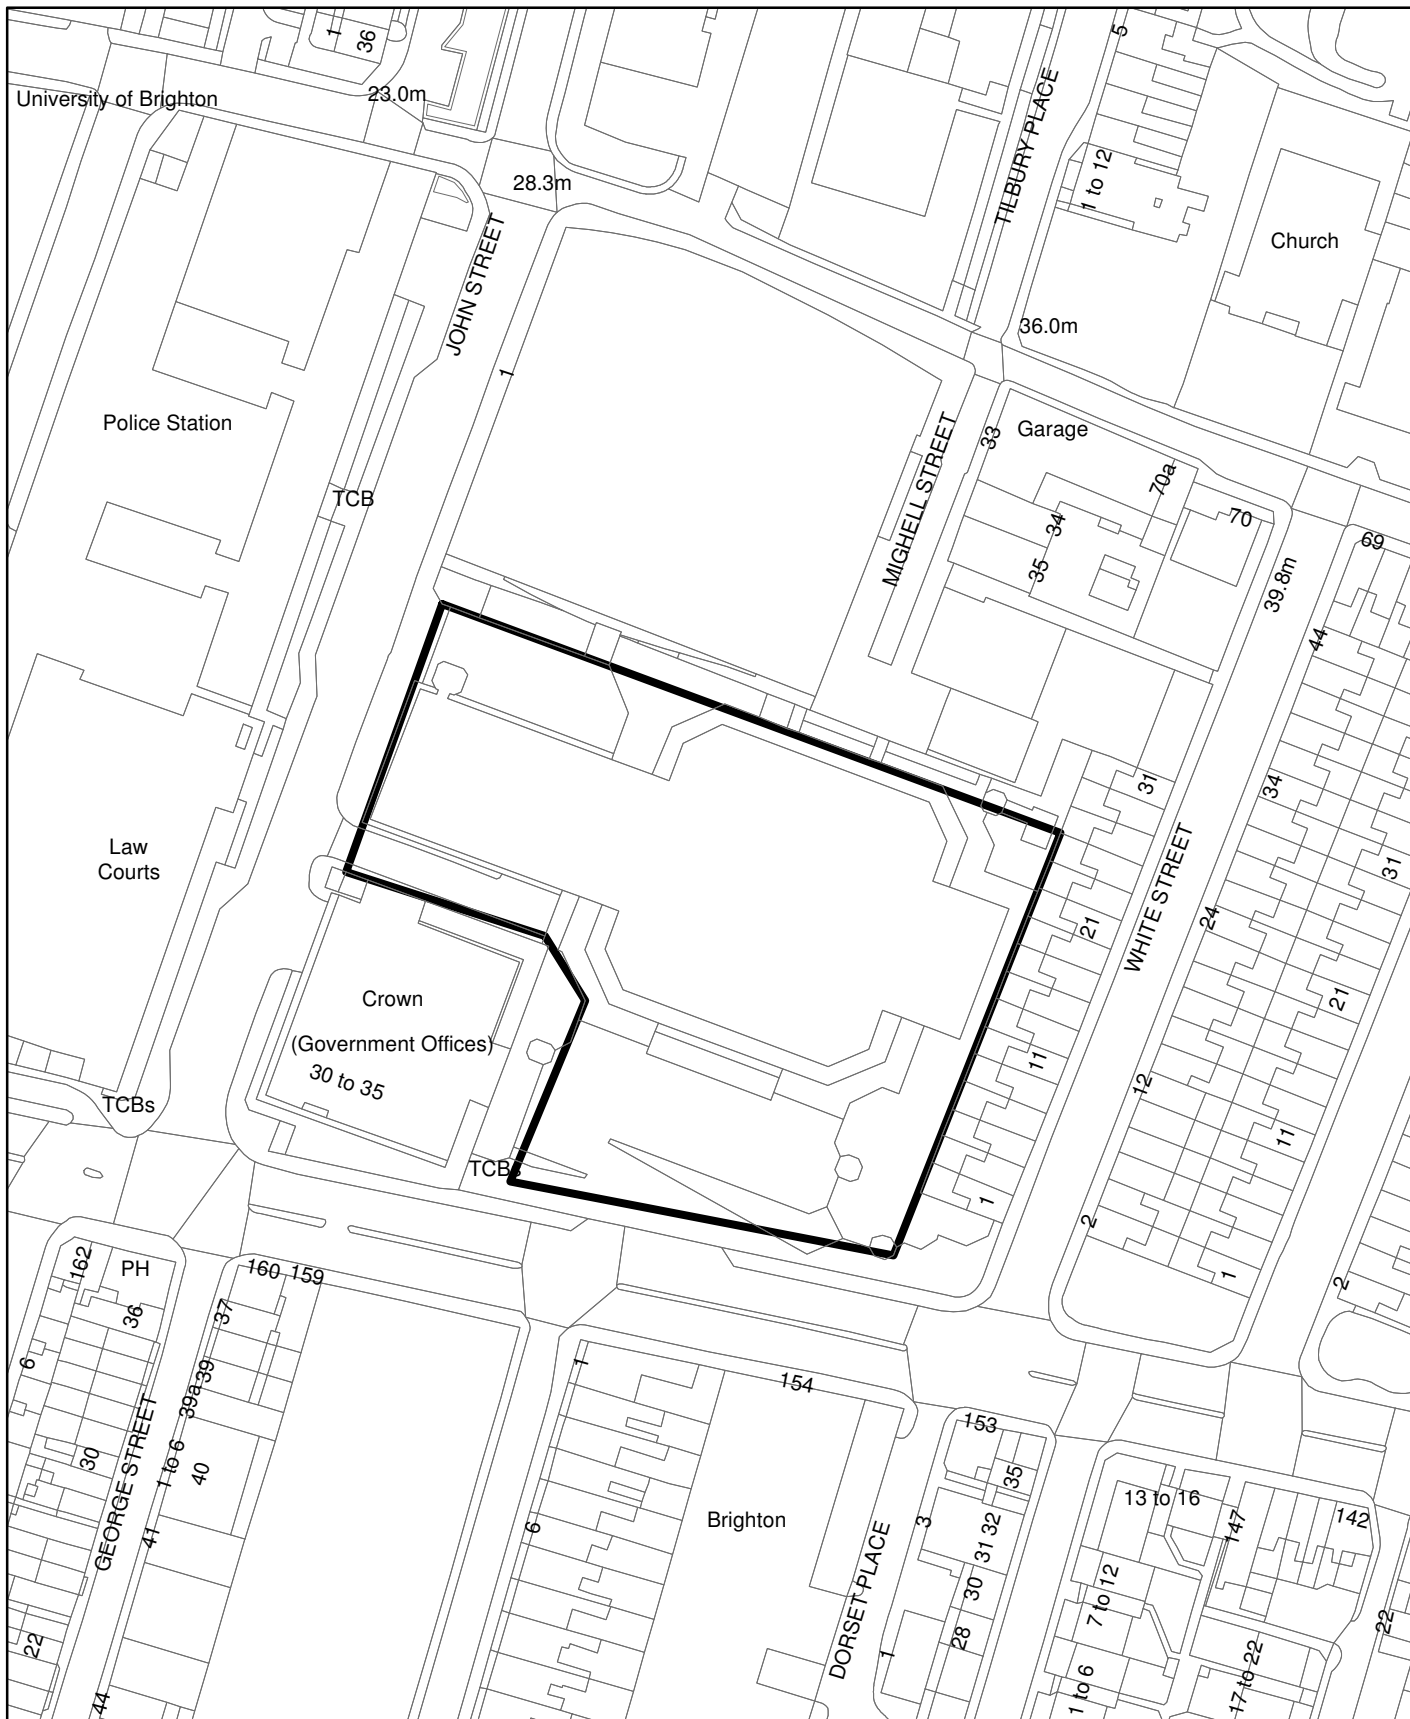 1
36
5
University of Brighton
23.0m
28.3m
TILBURY PLACE
1 to 12
Church
JOHN STREET
36.0m
1
Police Station
MIGHELL STREET
33
Garage
70a
70
69
TCB
34
35
39.8m
44
31
34
Law
Courts
WHITE STREET
31
21
24
Crown
(Government Offices)
30 to 35
21
11
12
11
TCBs
TCBs
1
2
1
2
162
PH
36
160
159
37
6
39
39a
1 to 6
40
30
GEORGE STREET
41
22
44
1
154
6
Brighton
DORSET PLACE
153
35
3
32
31
30
28
1
13 to 16
147
142
7 to 12
1 to 6
17 to 22
22